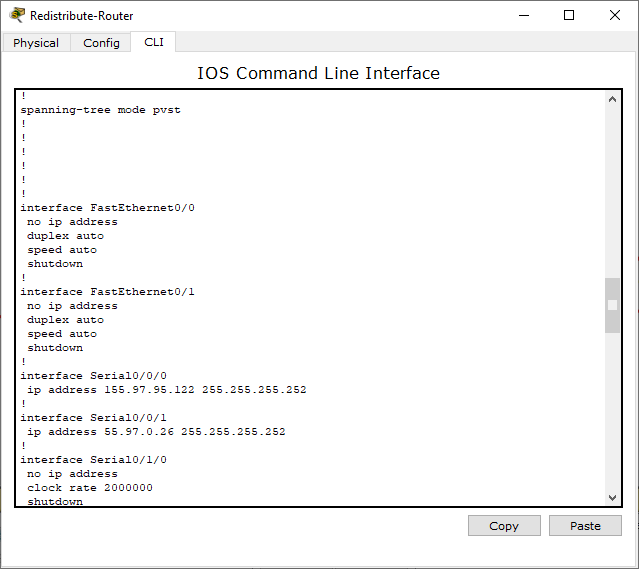 Redistribute-Router
Physical Config CLI
IOS Command Line Interface
!
spanning-tree mode pvst
!
!
!
!
!
!
interface FastEthernet0/0
 no ip address
 duplex auto
 speed auto
 shutdown
!
interface FastEthernet0/1
 no ip address
 duplex auto
 speed auto
 shutdown
!
interface Serial0/0/0
 ip address 155.97.95.122 255.255.255.252
!
interface Serial0/0/1
 ip address 55.97.0.26 255.255.255.252
!
interface Serial0/1/0
 no ip address
 clock rate 2000000
 shutdown
Copy Paste